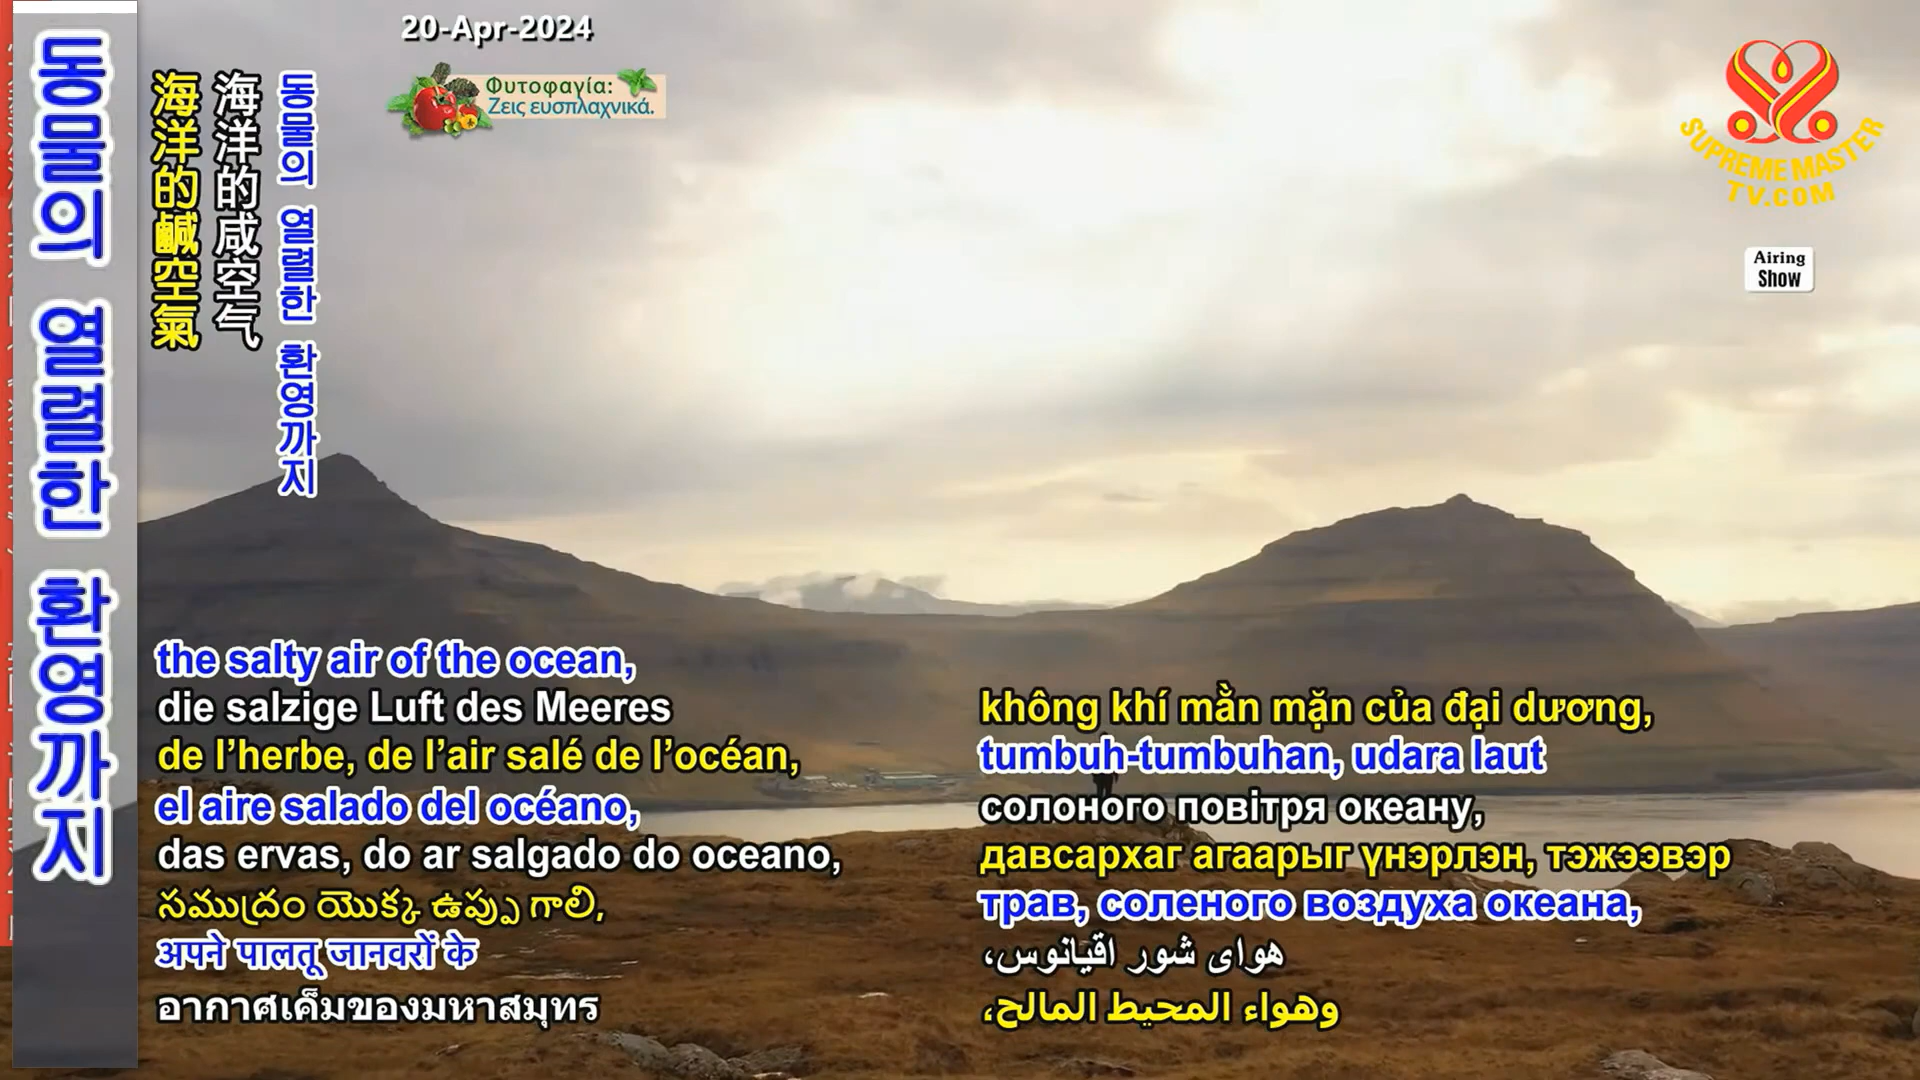 20-Apr-2024
Φυτοφαγία:
Ζεις ευσπλαχνικά.
SUPREME MASTER
TV.COM
Airing
Show
동물의 열렬한 환영까지
海洋的鹹空氣
海洋的咸空气
동물의 열렬한 환영까지
the salty air of the ocean,
die salzige Luft des Meeres
de l’herbe, de l’air salé de l’océan,
el aire salado del océano,
das ervas, do ar salgado do oceano,
సముద్రం యొక్క ఉప్పు గాలి,
अपने पालतू जानवरों के
อากาศเค็มของมหาสมุทร
không khí mằn mặn của đại dương,
tumbuh-tumbuhan, udara laut
солоного повітря океану,
давсархаг агаарыг үнэрлэн, тэжээвэр
трав, соленого воздуха океана,
هوای شور اقیانوس،
وهواء المحيط المالح،